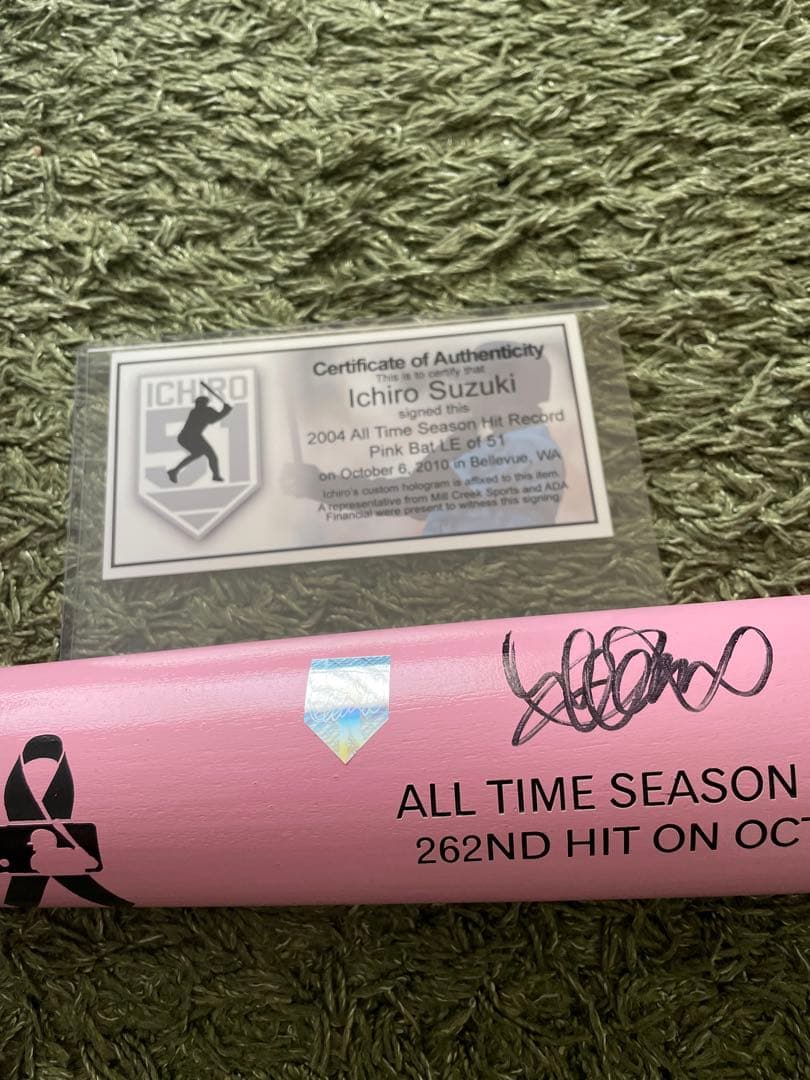 ICHIRO
51
Certificate of Authenticity
This is to certify that
Ichiro Suzuki
signed this
2004 All Time Season Hit Record
Pink Bat LE of 51
on October 6, 2010 in Bellevue, WA
Ichiro's custom hologram is affixed to this item.
A representative from Mill Creek Sports and ADA
Financial were present to witness this signing.
ALL TIME SEASON
262ND HIT ON OCT